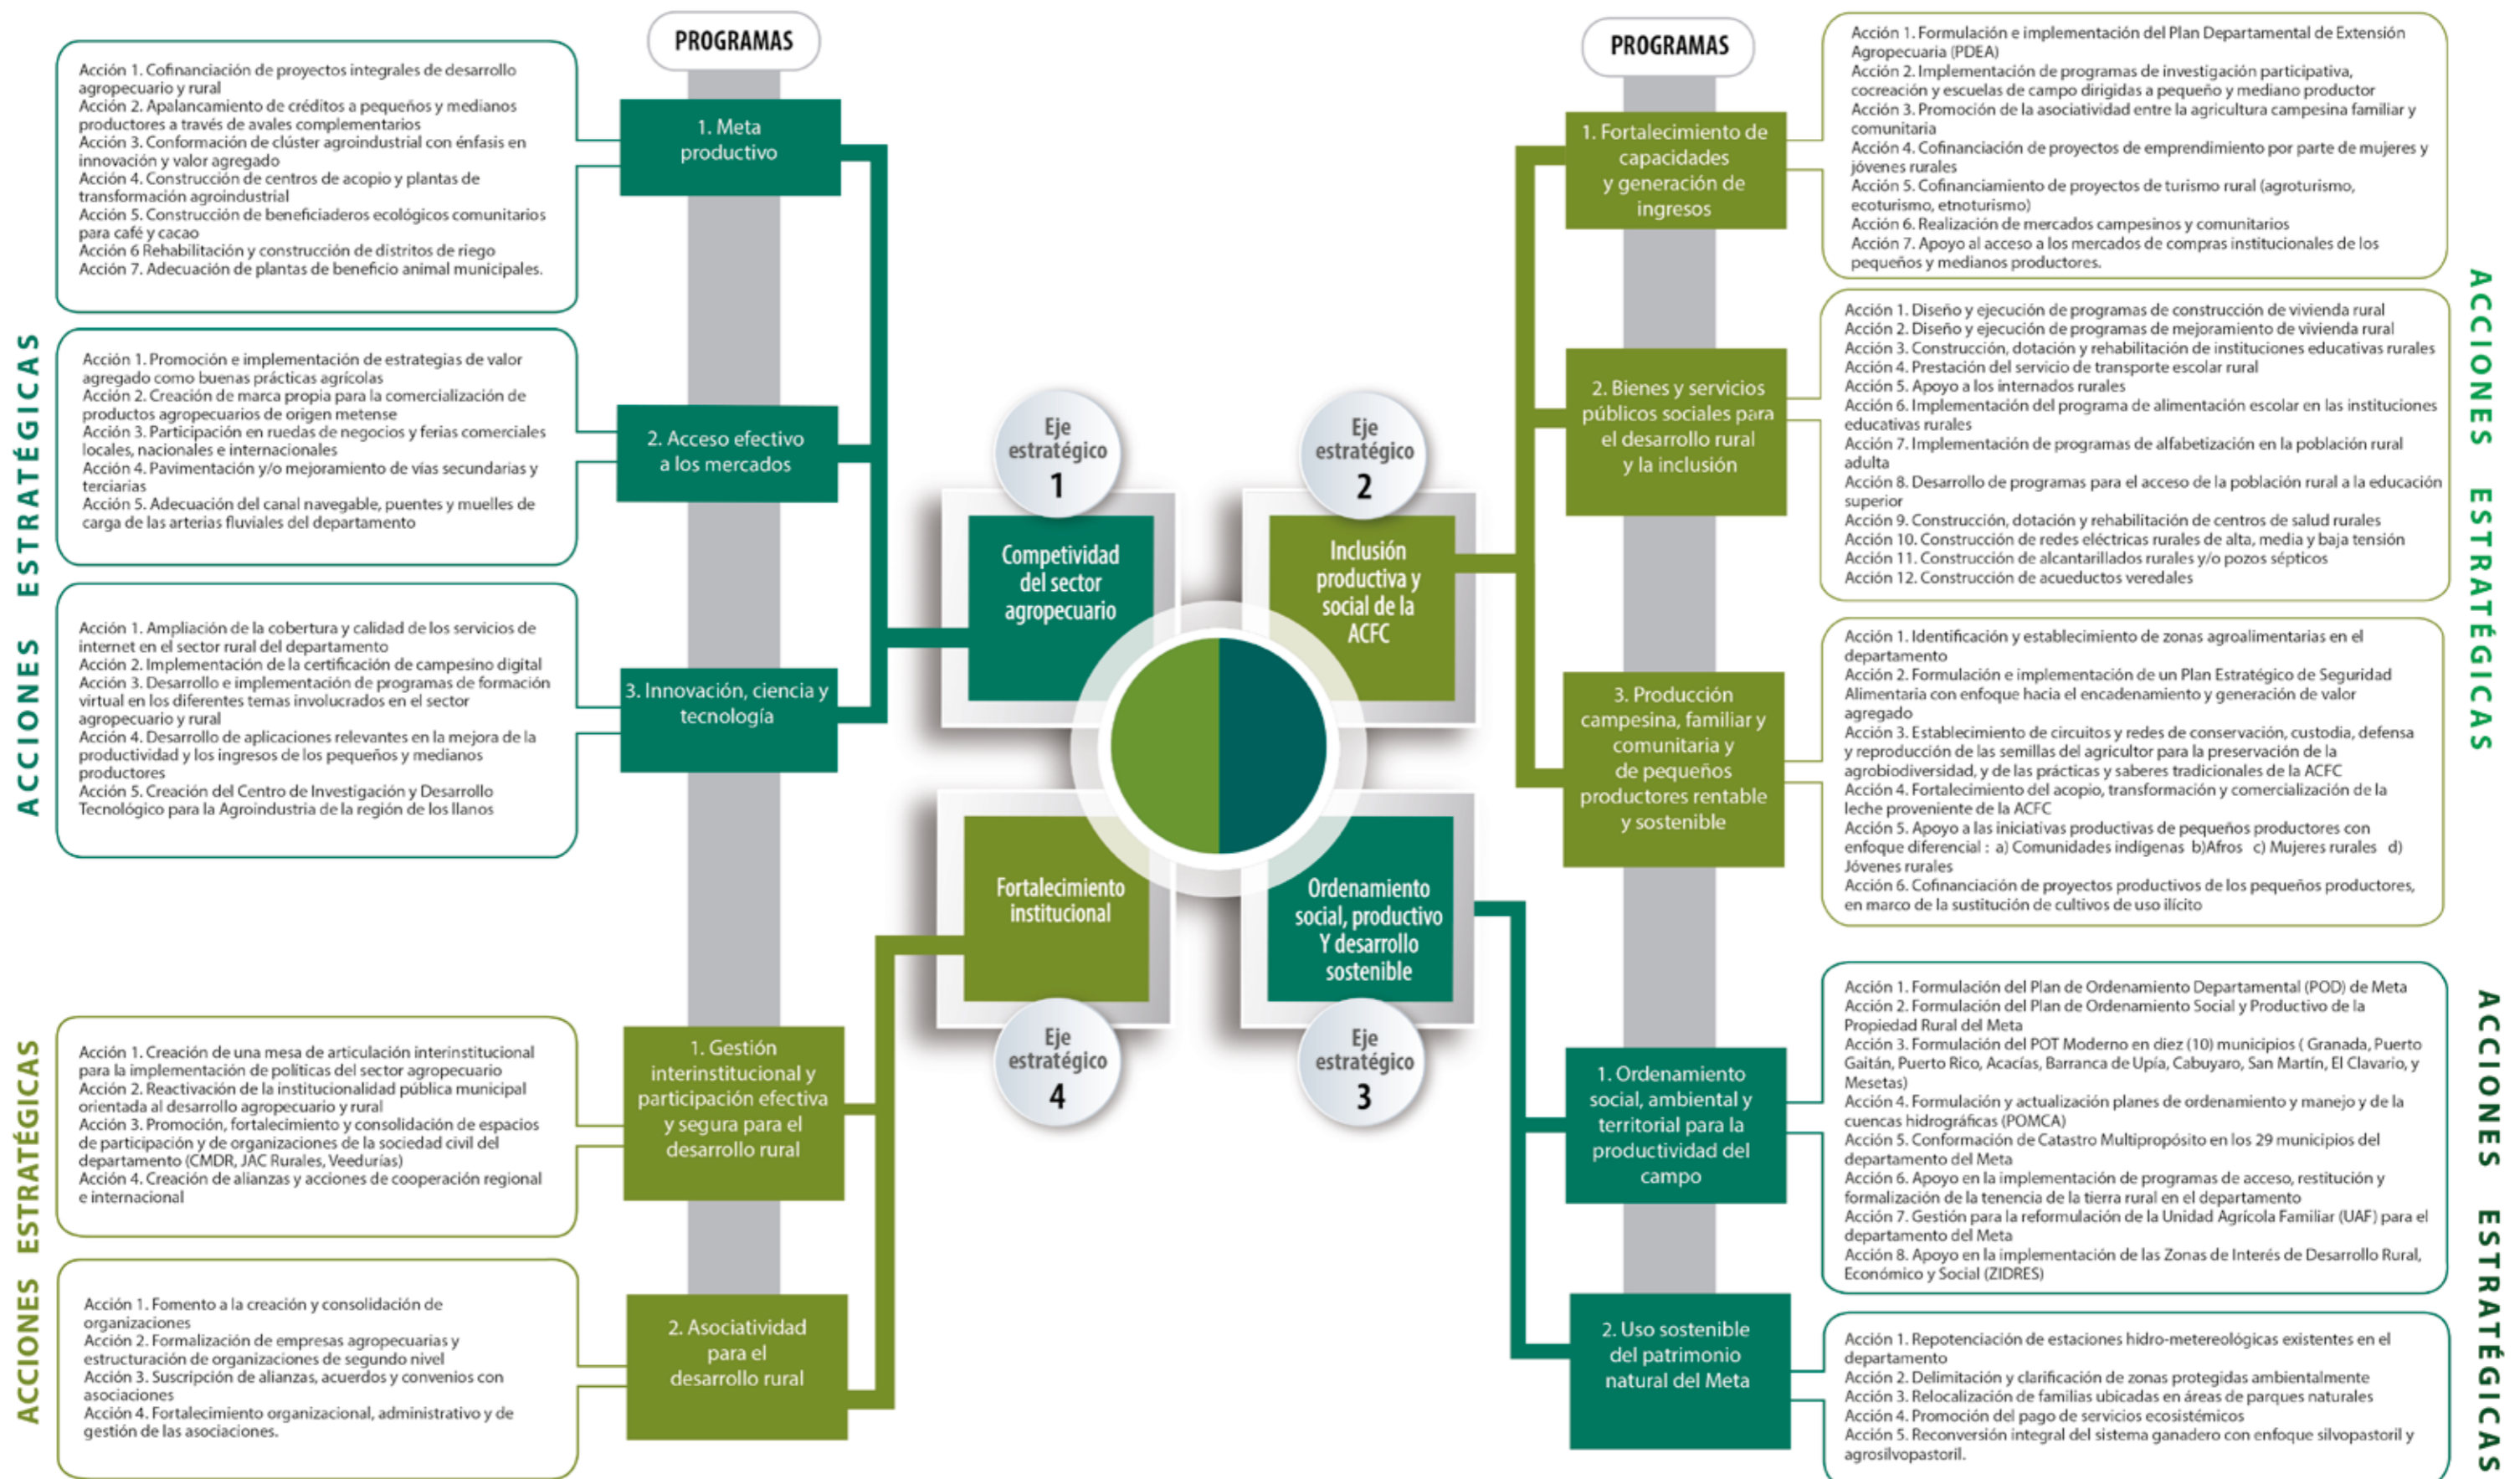 PROGRAMAS
Acción 1. Cofinanciación de proyectos integrales de desarrollo
agropecuario y rural
Acción 2. Apalancamiento de créditos a pequeños y medianos
productores a través de avales complementarios
Acción 3. Conformación de clúster agroindustrial con énfasis en
innovación y valor agregado
Acción 4. Construcción de centros de acopio y plantas de
transformación agroindustrial
Acción 5. Construcción de beneficiaderos ecológicos comunitarios
para café y cacao
Acción 6 Rehabilitación y construcción de distritos de riego
Acción 7. Adecuación de plantas de beneficio animal municipales.
1. Meta
productivo
Acción 1. Promoción e implementación de estrategias de valor
agregado como buenas prácticas agrícolas
Acción 2. Creación de marca propia para la comercialización de
productos agropecuarios de origen metense
Acción 3. Participación en ruedas de negocios y ferias comerciales
locales, nacionales e internacionales
Acción 4. Pavimentación y/o mejoramiento de vías secundarias y
terciarias
Acción 5. Adecuación del canal navegable, puentes y muelles de
carga de las arterias fluviales del departamento
2. Acceso efectivo
a los mercados
Acción 1. Ampliación de la cobertura y calidad de los servicios de
internet en el sector rural del departamento
Acción 2. Implementación de la certificación de campesino digital
Acción 3. Desarrollo e implementación de programas de formación
virtual en los diferentes temas involucrados en el sector
agropecuario y rural
Acción 4. Desarrollo de aplicaciones relevantes en la mejora de la
productividad y los ingresos de los pequeños y medianos
productores
Acción 5. Creación del Centro de Investigación y Desarrollo
Tecnológico para la Agroindustria de la región de los llanos
3. Innovación, ciencia y
tecnología
ACCIONES ESTRATÉGICAS
Eje
estratégico
1
Competividad
del sector
agropecuario
Eje
estratégico
2
Inclusión
productiva y
social de la
ACFC
PROGRAMAS
1. Fortalecimiento de
capacidades
y generación de
ingresos
Acción 1. Formulación e implementación del Plan Departamental de Extensión
Agropecuaria (PDEA)
Acción 2. Implementación de programas de investigación participativa,
cocreación y escuelas de campo dirigidas a pequeño y mediano productor
Acción 3. Promoción de la asociatividad entre la agricultura campesina familiar y
comunitaria
Acción 4. Cofinanciación de proyectos de emprendimiento por parte de mujeres y
jóvenes rurales
Acción 5. Cofinanciamiento de proyectos de turismo rural (agroturismo,
ecoturismo, etnoturismo)
Acción 6. Realización de mercados campesinos y comunitarios
Acción 7. Apoyo al acceso a los mercados de compras institucionales de los
pequeños y medianos productores.
2. Bienes y servicios
públicos sociales para
el desarrollo rural
y la inclusión
Acción 1. Diseño y ejecución de programas de construcción de vivienda rural
Acción 2. Diseño y ejecución de programas de mejoramiento de vivienda rural
Acción 3. Construcción, dotación y rehabilitación de instituciones educativas rurales
Acción 4. Prestación del servicio de transporte escolar rural
Acción 5. Apoyo a los internados rurales
Acción 6. Implementación del programa de alimentación escolar en las instituciones
educativas rurales
Acción 7. Implementación de programas de alfabetización en la población rural
adulta
Acción 8. Desarrollo de programas para el acceso de la población rural a la educación
superior
Acción 9. Construcción, dotación y rehabilitación de centros de salud rurales
Acción 10. Construcción de redes eléctricas rurales de alta, media y baja tensión
Acción 11. Construcción de alcantarillados rurales y/o pozos sépticos
Acción 12. Construcción de acueductos veredales
3. Producción
campesina, familiar y
comunitaria y
de pequeños
productores rentable
y sostenible
Acción 1. Identificación y establecimiento de zonas agroalimentarias en el
departamento
Acción 2. Formulación e implementación de un Plan Estratégico de Seguridad
Alimentaria con enfoque hacia el encadenamiento y generación de valor
agregado
Acción 3. Establecimiento de circuitos y redes de conservación, custodia, defensa
y reproducción de las semillas del agricultor para la preservación de la
agrobiodiversidad, y de las prácticas y saberes tradicionales de la ACFC
Acción 4. Fortalecimiento del acopio, transformación y comercialización de la
leche proveniente de la ACFC
Acción 5. Apoyo a las iniciativas productivas de pequeños productores con
enfoque diferencial : a) Comunidades indígenas b)Afros c) Mujeres rurales d)
Jóvenes rurales
Acción 6. Cofinanciación de proyectos productivos de los pequeños productores,
en marco de la sustitución de cultivos de uso ilícito
ACCIONES ESTRATÉGICAS
Fortalecimiento
institucional
Eje
estratégico
4
Ordenamiento
social, productivo
Y desarrollo
sostenible
Eje
estratégico
3
ACCIONES ESTRATÉGICAS
Acción 1. Creación de una mesa de articulación interinstitucional
para la implementación de políticas del sector agropecuario
Acción 2. Reactivación de la institucionalidad pública municipal
orientada al desarrollo agropecuario y rural
Acción 3. Promoción, fortalecimiento y consolidación de espacios
de participación y de organizaciones de la sociedad civil del
departamento (CMDR, JAC Rurales, Veedurías)
Acción 4. Creación de alianzas y acciones de cooperación regional
e internacional
1. Gestión
interinstitucional y
participación efectiva
y segura para el
desarrollo rural
Acción 1. Fomento a la creación y consolidación de
organizaciones
Acción 2. Formalización de empresas agropecuarias y
estructuración de organizaciones de segundo nivel
Acción 3. Suscripción de alianzas, acuerdos y convenios con
asociaciones
Acción 4. Fortalecimiento organizacional, administrativo y de
gestión de las asociaciones.
2. Asociatividad
para el
desarrollo rural
1. Ordenamiento
social, ambiental y
territorial para la
productividad del
campo
Acción 1. Formulación del Plan de Ordenamiento Departamental (POD) de Meta
Acción 2. Formulación del Plan de Ordenamiento Social y Productivo de la
Propiedad Rural del Meta
Acción 3. Formulación del POT Moderno en diez (10) municipios ( Granada, Puerto
Gaitán, Puerto Rico, Acacías, Barranca de Upía, Cabuyaro, San Martín, El Clavario, y
Mesetas)
Acción 4. Formulación y actualización planes de ordenamiento y manejo y de la
cuencas hidrográficas (POMCA)
Acción 5. Conformación de Catastro Multipropósito en los 29 municipios del
departamento del Meta
Acción 6. Apoyo en la implementación de programas de acceso, restitución y
formalización de la tenencia de la tierra rural en el departamento
Acción 7. Gestión para la reformulación de la Unidad Agrícola Familiar (UAF) para el
departamento del Meta
Acción 8. Apoyo en la implementación de las Zonas de Interés de Desarrollo Rural,
Económico y Social (ZIDRES)
2. Uso sostenible
del patrimonio
natural del Meta
Acción 1. Repotenciación de estaciones hidro-metereológicas existentes en el
departamento
Acción 2. Delimitación y clarificación de zonas protegidas ambientalmente
Acción 3. Relocalización de familias ubicadas en áreas de parques naturales
Acción 4. Promoción del pago de servicios ecosistémicos
Acción 5. Reconversión integral del sistema ganadero con enfoque silvopastoril y
agrosilvopastoril.
ACCIONES ESTRATÉGICAS